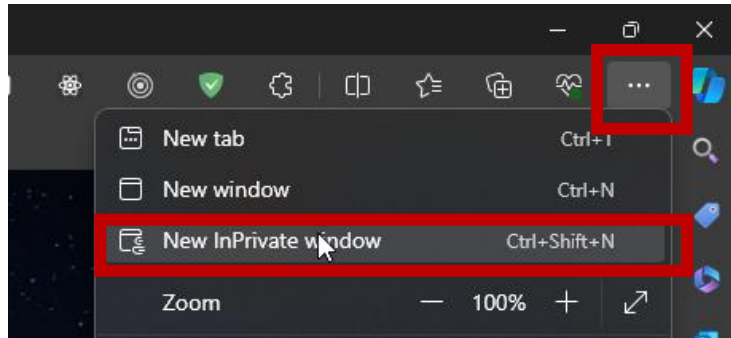 New tab Ctrl+T
New window Ctrl+N
New InPrivate window Ctrl+Shift+N
Zoom 100%